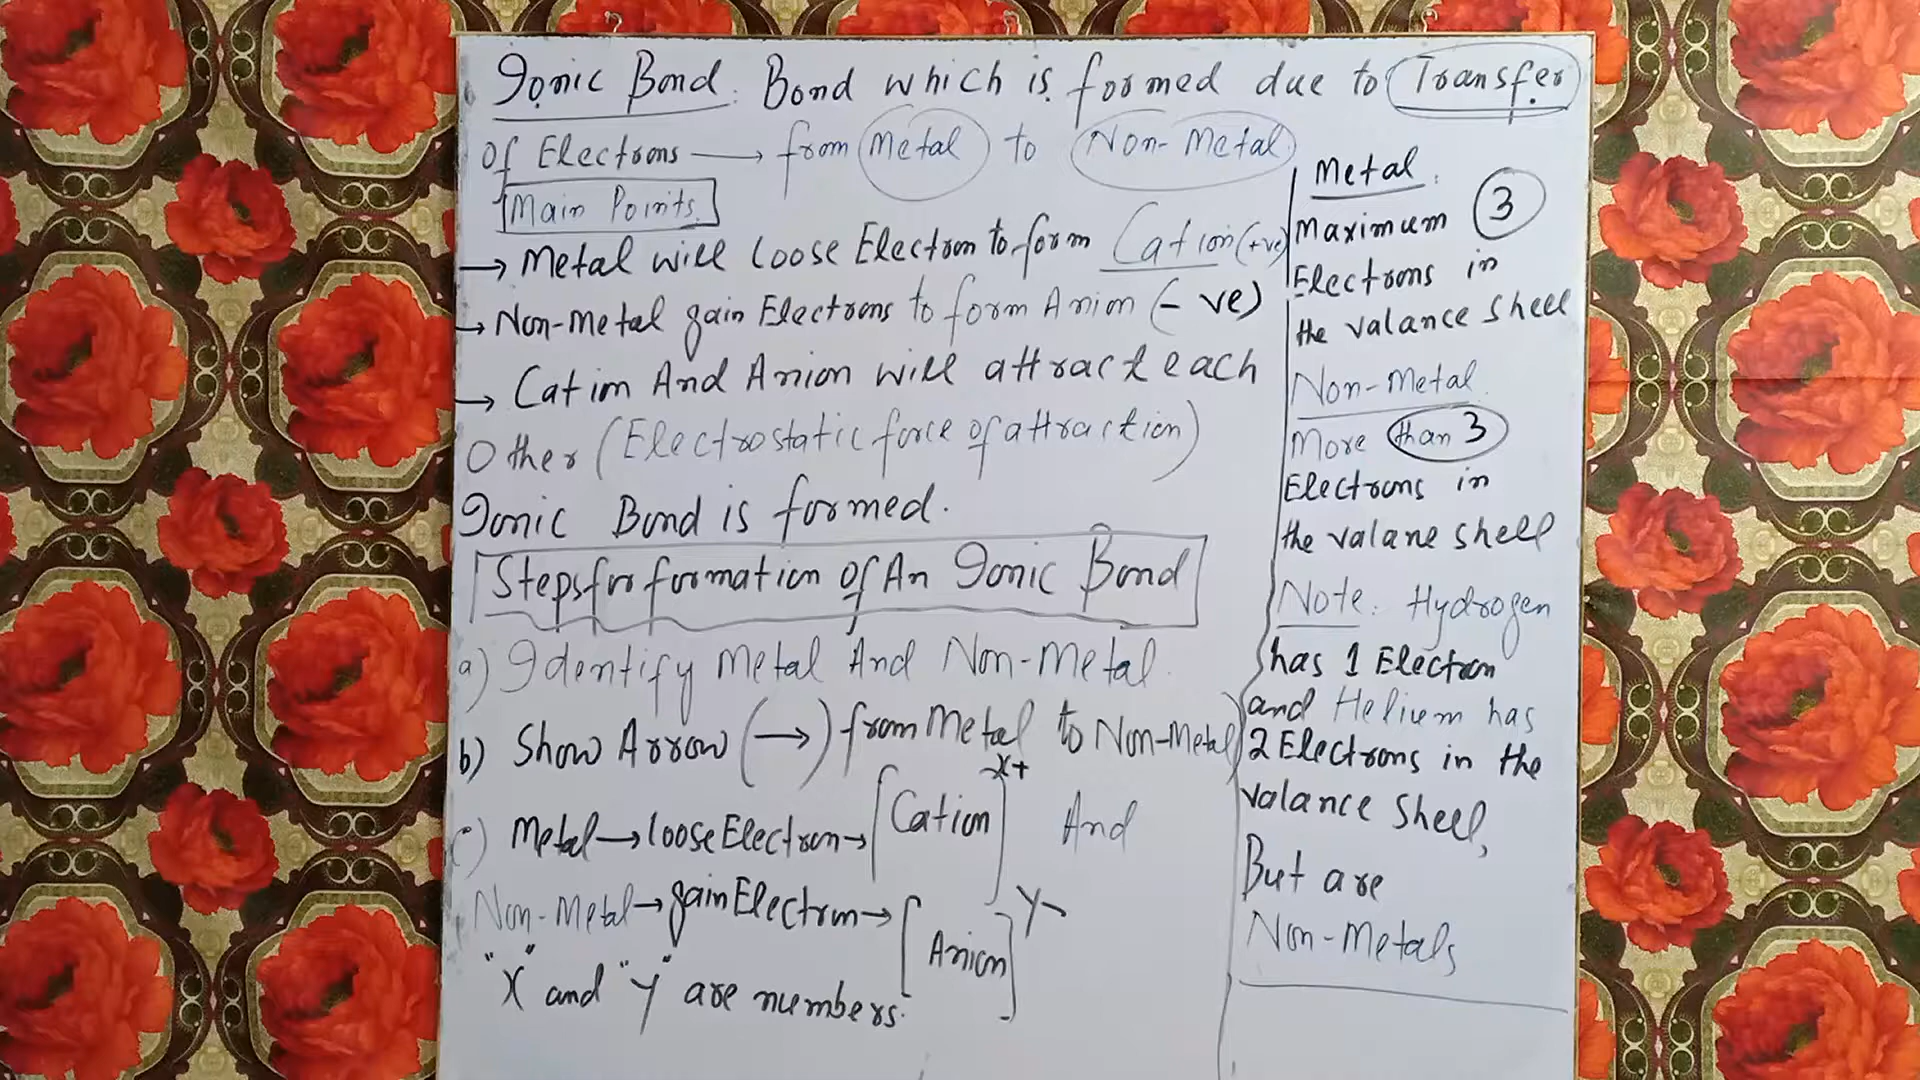 Ionic Bond: Bond which is formed due to Transfer
of Electrons → from Metal to Non-Metal
Main Points
→ Metal will loose Electron to form Cation (+ve)
→ Non-metal gain Electrons to form Anion (- ve)
→ Cation And Anion will attract each
Other (Electrostatic force of attraction)
Ionic Bond is formed.
Steps for formation of An Ionic Bond
a) Identify Metal And Non-Metal.
b) Show Arrow (→) from Metal to Non-Metal
c) Metal → loose Electron → [Cation]x+ And
Non-Metal → gain Electron → [Anion]y-
"x" and "y" are numbers.
Metal.
Maximum 3
Electrons in
the valance shell
Non-Metal.
More than 3
Electrons in
the valane shell
Note: Hydrogen
has 1 Electron
and Helium has
2 Electrons in the
valance Shell,
But are
Non-Metals